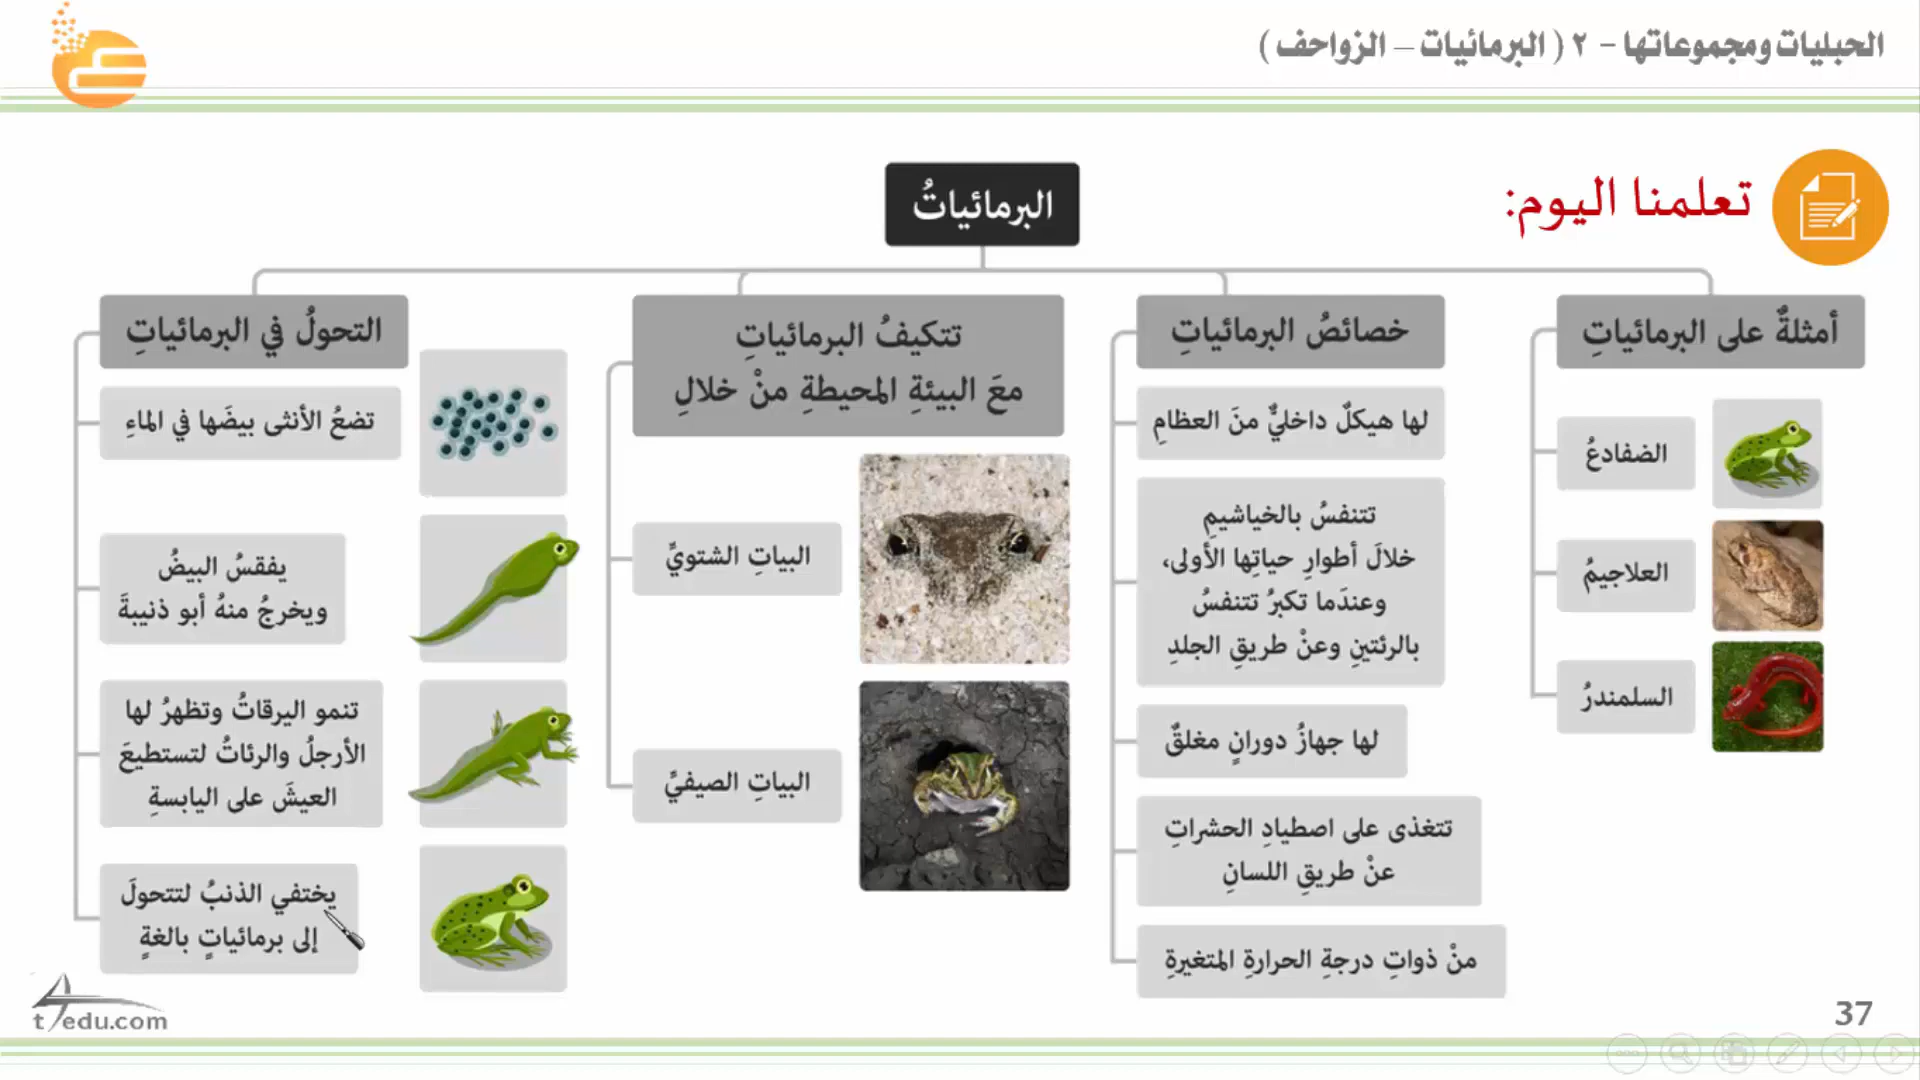 الحبليات ومجموعاتها - ٢ ( البرمائيات – الزواحف )
تعلمنا اليوم:
البرمائياتُ
أمثلةٌ على البرمائياتِ
الضفادعُ
العلاجيمُ
السلمندرُ
خصائصُ البرمائياتِ
لها هيكلٌ داخليٌّ منَ العظامِ
تتنفسُ بالخياشيمِ
خلالَ أطوارِ حياتِها الأولى،
وعندَما تكبرُ تتنفسُ
بالرئتينِ وعنْ طريقِ الجلدِ
لها جهازُ دورانٍ مغلقٌ
تتغذى على اصطيادِ الحشراتِ
عنْ طريقِ اللسانِ
منْ ذواتِ درجةِ الحرارةِ المتغيرةِ
تتكيفُ البرمائياتِ
معَ البيئةِ المحيطةِ منْ خلالِ
البياتِ الشتويِّ
البياتِ الصيفيِّ
التحولُ في البرمائياتِ
تضعُ الأنثى بيضَها في الماءِ
يفقسُ البيضُ
ويخرجُ منهُ أبو ذنيبةَ
تنمو اليرقاتُ وتظهرُ لها
الأرجلُ والرئاتُ لتستطيعَ
العيشَ على اليابسةِ
يختفي الذنبُ لتتحولَ
إلى برمائياتٍ بالغةٍ
t4edu.com
37